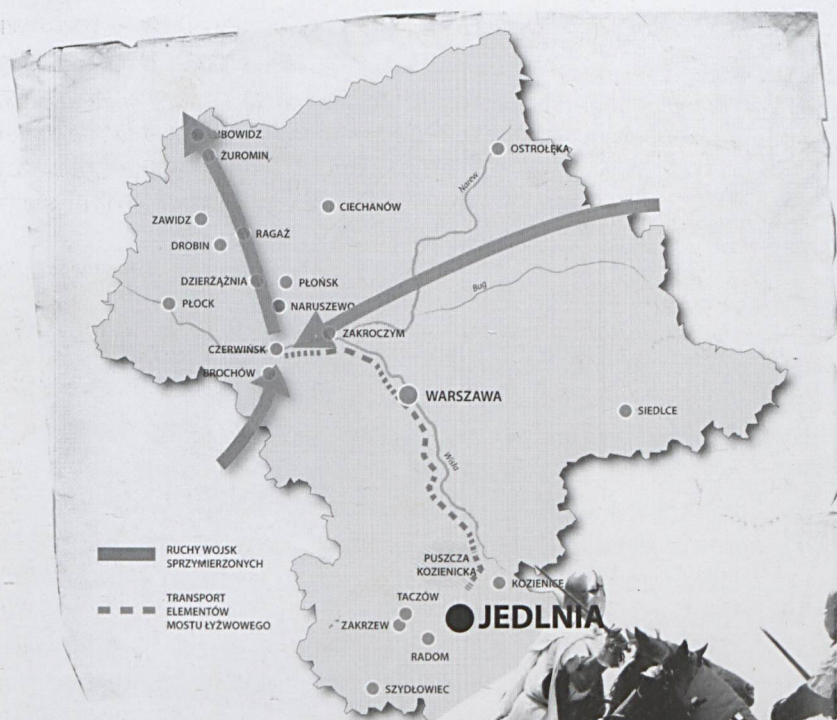 UBOWIDZ
ŻUROMIN
OSTROŁĘKA
Narew
CIECHANÓW
ZAWIDZ
RAGAŻ
DROBIN
DZIERŻĄŻNIA
PŁOŃSK
Bug
PŁOCK
NARUSZEWO
ZAKROCZYM
CZERWIŃSK
BROCHÓW
WARSZAWA
SIEDLCE
Wisła
RUCHY WOJSK
SPRZYMIERZONYCH
PUSZCZA
KOZIENICKA
KOZIENICE
TRANSPORT
ELEMENTÓW
MOSTU ŁYŻWOWEGO
TACZÓW
JEDLNIA
ZAKRZEW
RADOM
SZYDŁOWIEC